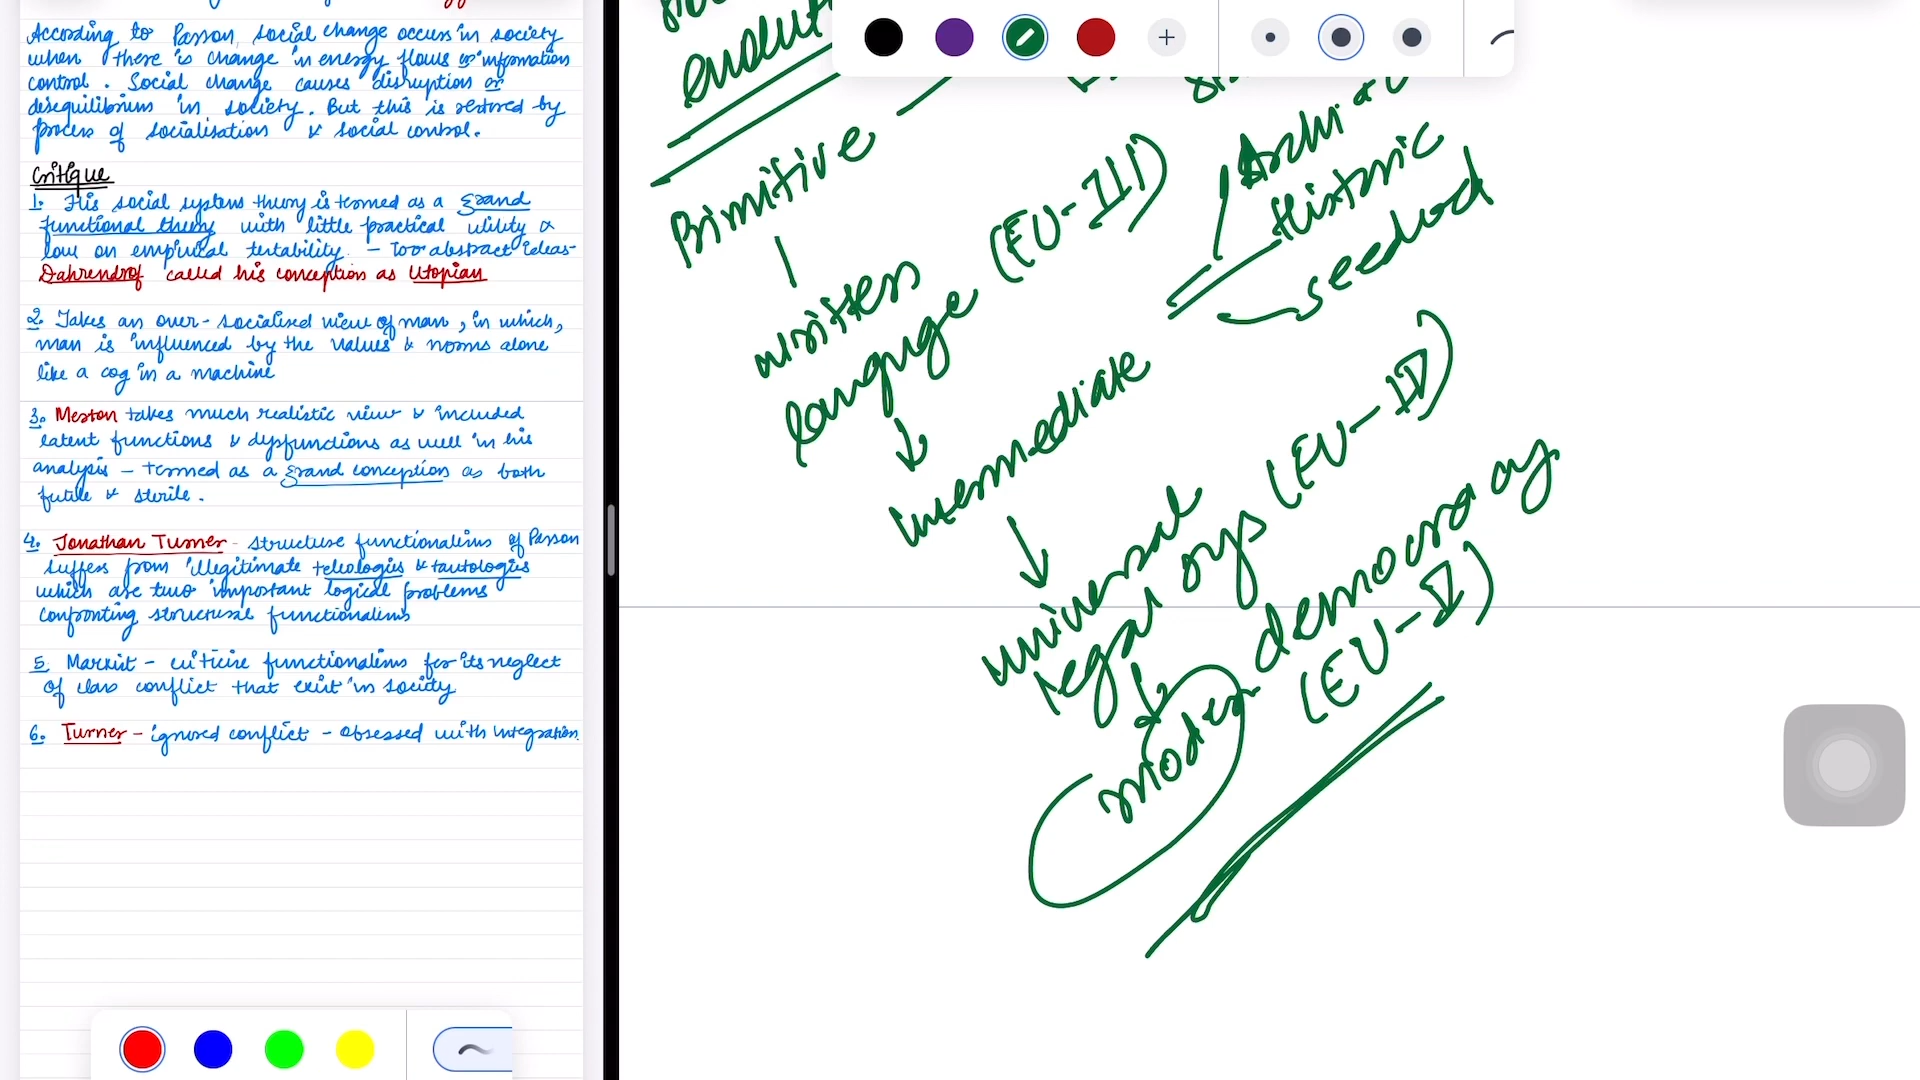 According to Parson, social change occurs in society
when there is change in energy flows or information
control. Social change causes disruption or
disequilibrium in society. But this is restored by
process of socialisation & social control.
Critique
1. His social systems theory is termed as a grand
functional theory with little practical utility &
low on empirical testability - Too abstract ideas-
Dahrendrof called his conception as Utopian
2. Takes an over-socialised view of man, in which,
man is influenced by the values & norms alone
like a cog in a machine
3. Merton takes much realistic view & included
latent functions & dysfunctions as well in his
analysis - termed as a grand conception as both
futile & sterile.
4. Jonathan Turner - structure functionalism of Parson
suffers from illegitimate teleologies & tautologies
which are two important logical problems
confronting structural functionalism
5 Marxist - criticise functionalism for its neglect
of class conflict that exist in society
6. Turner - ignored conflict - obsessed with integration.
Primitive
written
language (EU-III)
Historic
seedbed
intermediate
universal
legal sys (EU-IV)
modern democracy
(EU-V)